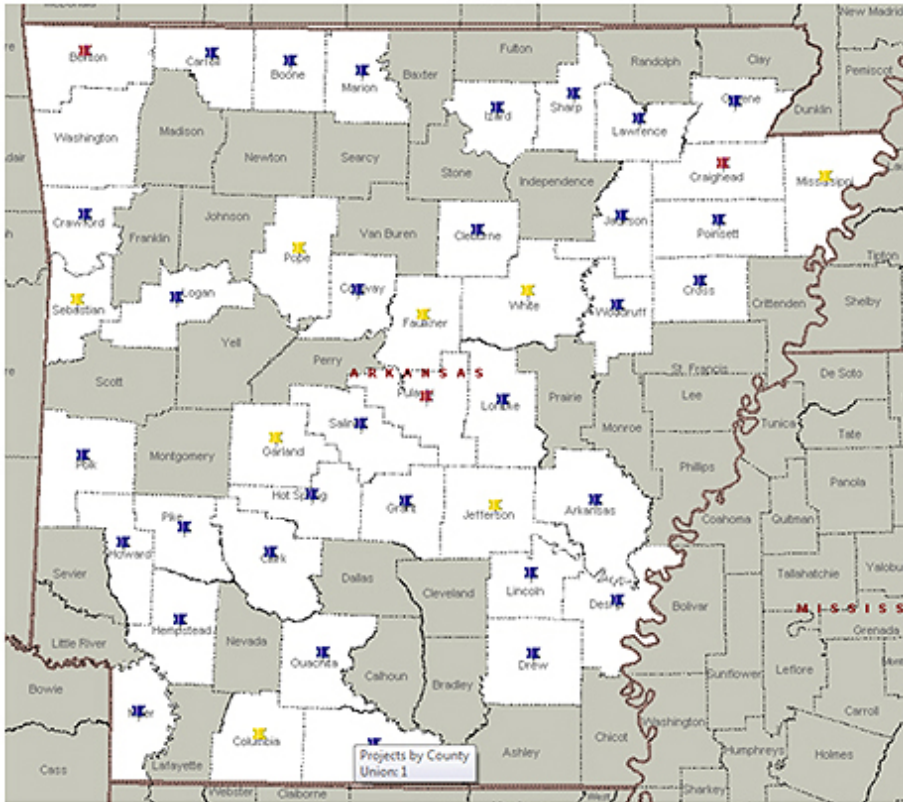 New Madrid
Fulton
Randolph
Clay
Benton
Carroll
Boone
Marion
Baxter
Pemiscot
Sharp
Izard
Greene
Dunklin
Lawrence
Washington
Madison
Newton
Searcy
Stone
Independence
Craighead
Mississippi
Crawford
Franklin
Johnson
Van Buren
Cleburne
Jackson
Poinsett
Pope
Tipton
Sebastian
Logan
Conway
Faulkner
White
Woodruff
Cross
Crittenden
Shelby
Yell
Perry
Scott
ARKANSAS
Pulaski
Lonoke
Prairie
St. Francis
Lee
De Soto
Saline
Monroe
Tunica
Tate
Polk
Montgomery
Garland
Phillips
Hot Spring
Grant
Jefferson
Arkansas
Panola
Pike
Coahoma
Quitman
Howard
Clark
Sevier
Dallas
Cleveland
Lincoln
Desha
Bolivar
Tallahatchie
Yalobu
MISSISS
Little River
Hempstead
Nevada
Ouachita
Calhoun
Bradley
Drew
Sunflower
Leflore
Grenada
Bowie
Miller
Carroll
Columbia
Lafayette
Ashley
Chicot
Washington
Humphreys
Holmes
Cass
Projects by County
Union: 1
Webster
Claiborne
Sharkey